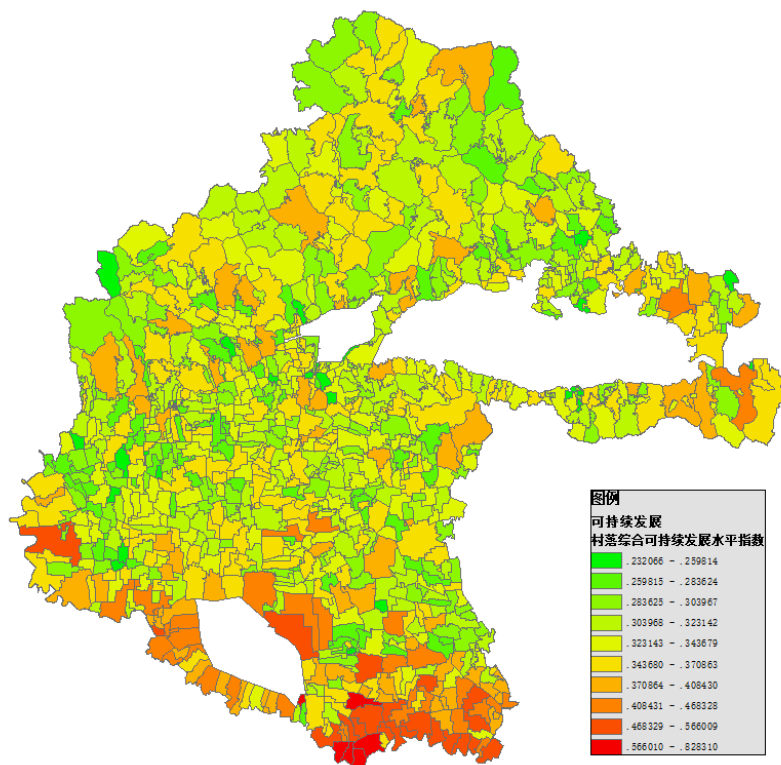 图例
可持续发展
村落综合可持续发展水平指数
.232066 - .259814
.259815 - .283624
.283625 - .303967
.303968 - .323142
.323143 - .343679
.343680 - .370863
.370864 - .408430
.408431 - .468328
.468329 - .566009
.566010 - .828310